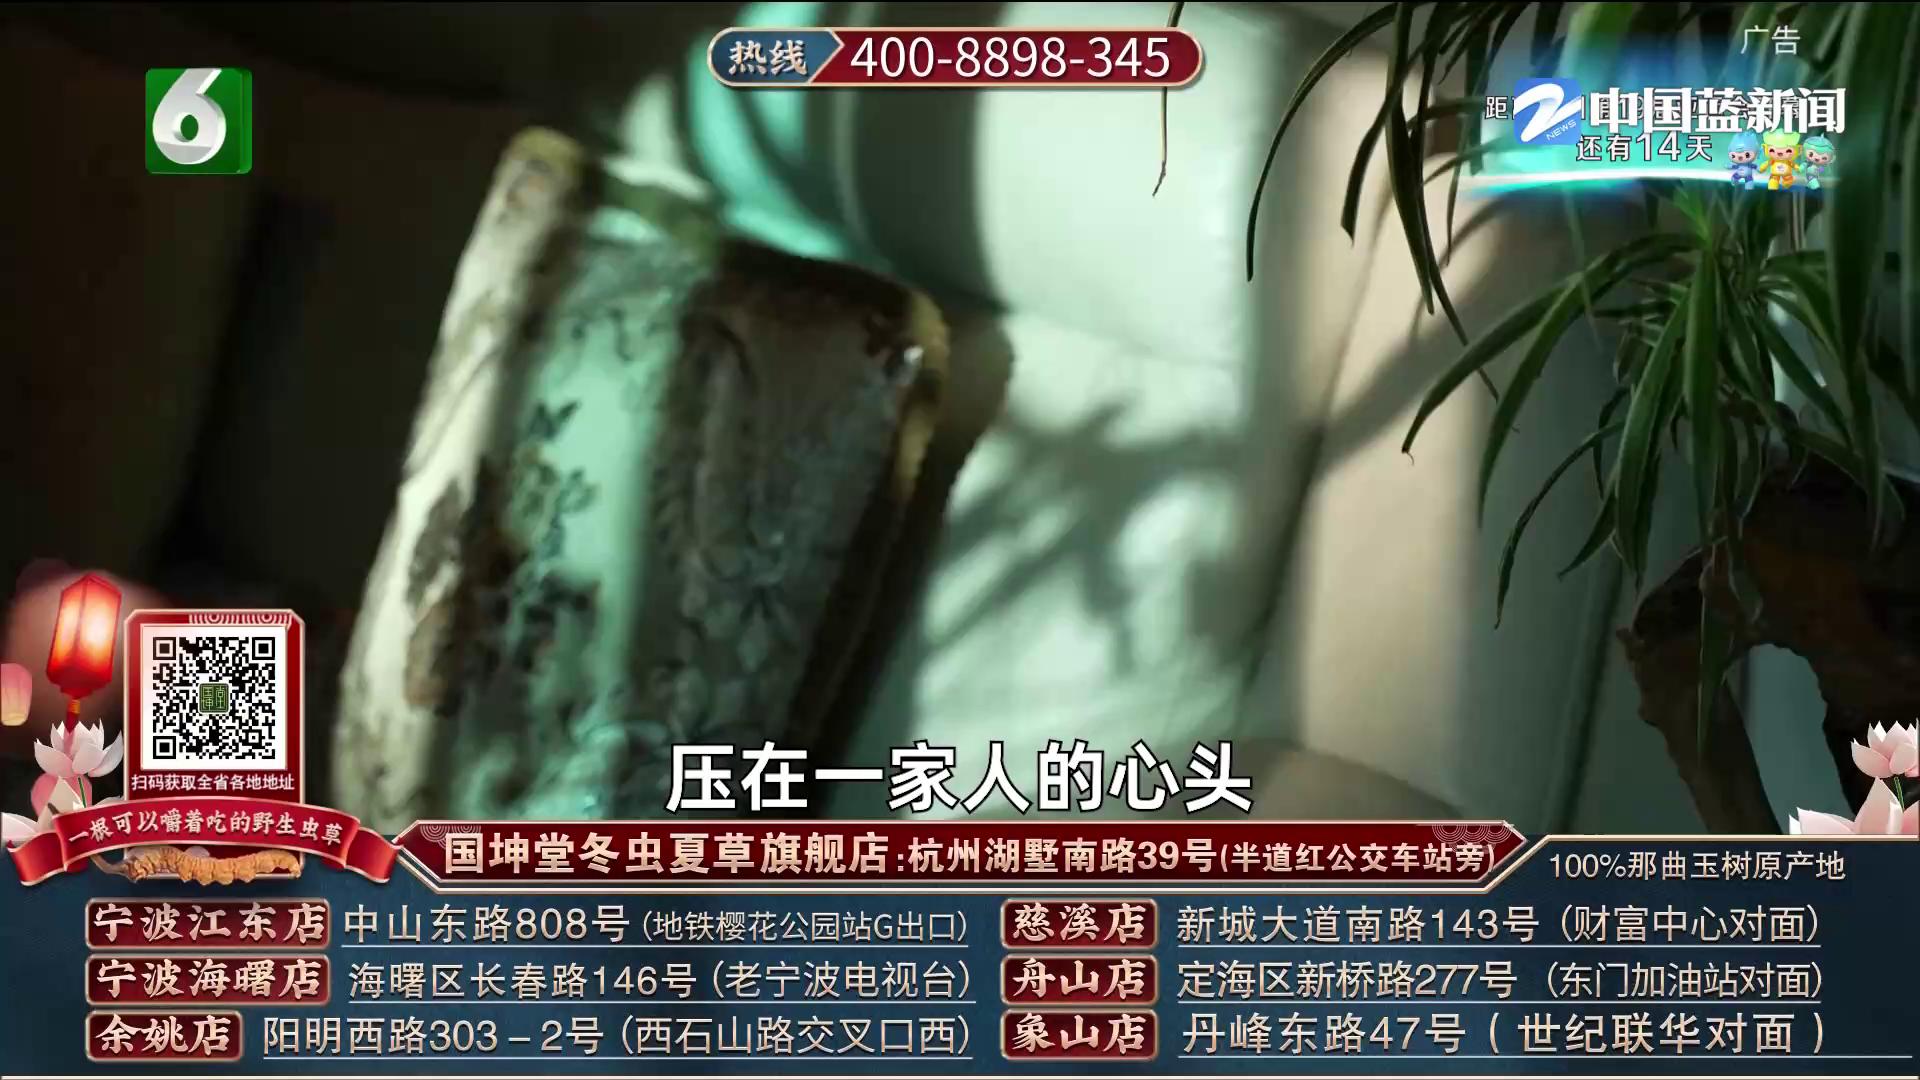 热线 400-8898-345
广告
6
中国蓝新闻
NEWS
距
还有14天
压在一家人的心头
扫码获取全省各地地址
一根可以嚼着吃的野生虫草
国坤堂冬虫夏草旗舰店:杭州湖墅南路39号(半道红公交车站旁)
100%那曲玉树原产地
宁波江东店 中山东路808号(地铁樱花公园站G出口)
慈溪店 新城大道南路143号(财富中心对面)
宁波海曙店 海曙区长春路146号(老宁波电视台)
舟山店 定海区新桥路277号(东门加油站对面)
余姚店 阳明西路303-2号(西石山路交叉口西)
象山店 丹峰东路47号(世纪联华对面)